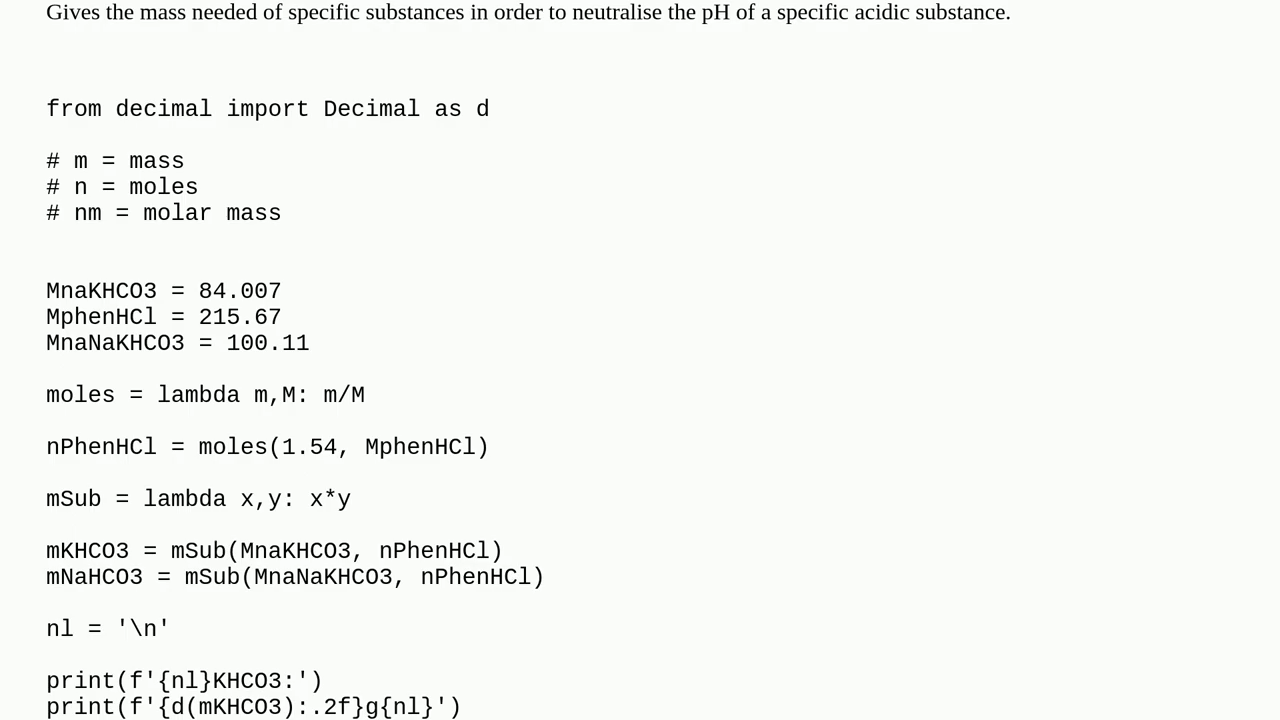 Gives the mass needed of specific substances in order to neutralise the pH of a specific acidic substance.
from decimal import Decimal as d
# m = mass
# n = moles
# nm = molar mass
MnaKHCO3 = 84.007
MphenHCl = 215.67
MnaNaKHCO3 = 100.11
moles = lambda m,M: m/M
nPhenHCl = moles(1.54, MphenHCl)
mSub = lambda x,y: x*y
mKHCO3 = mSub(MnaKHCO3, nPhenHCl)
mNaHCO3 = mSub(MnaNaKHCO3, nPhenHCl)
nl = '\n'
print(f'{nl}KHCO3:')
print(f'{d(mKHCO3):.2f}g{nl}')